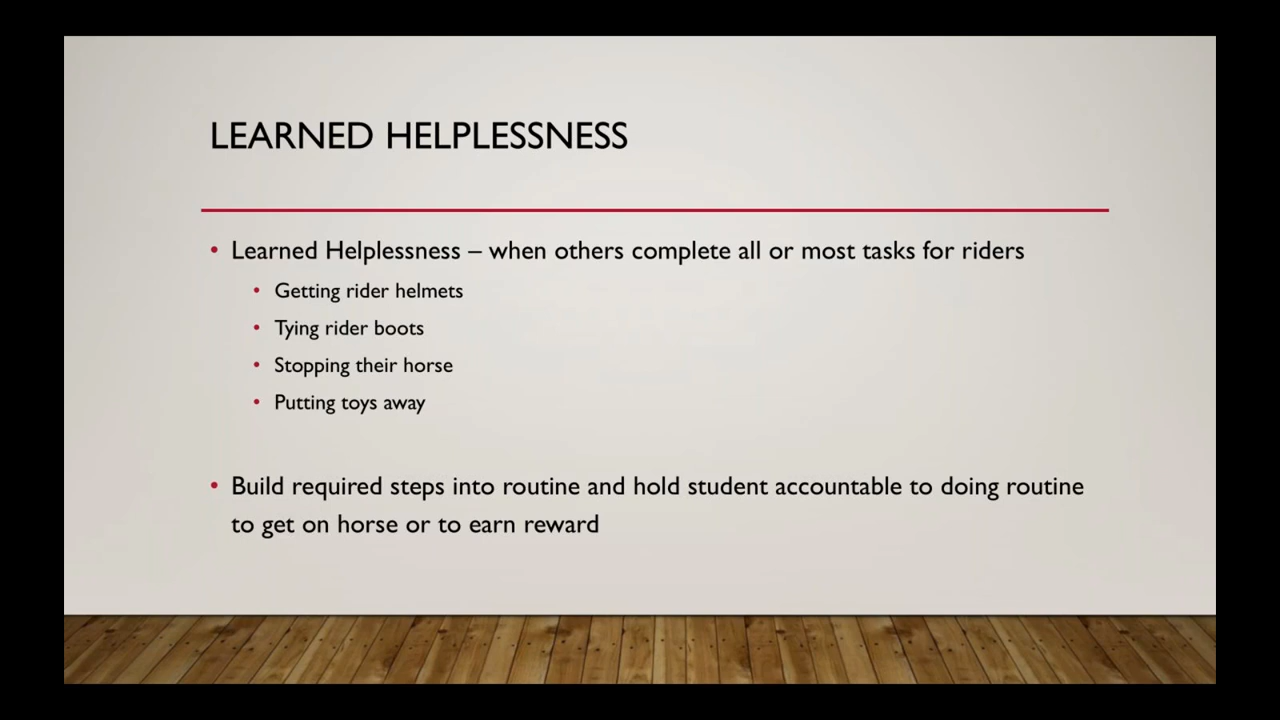 LEARNED HELPLESSNESS
• Learned Helplessness – when others complete all or most tasks for riders
• Getting rider helmets
• Tying rider boots
• Stopping their horse
• Putting toys away
• Build required steps into routine and hold student accountable to doing routine
to get on horse or to earn reward